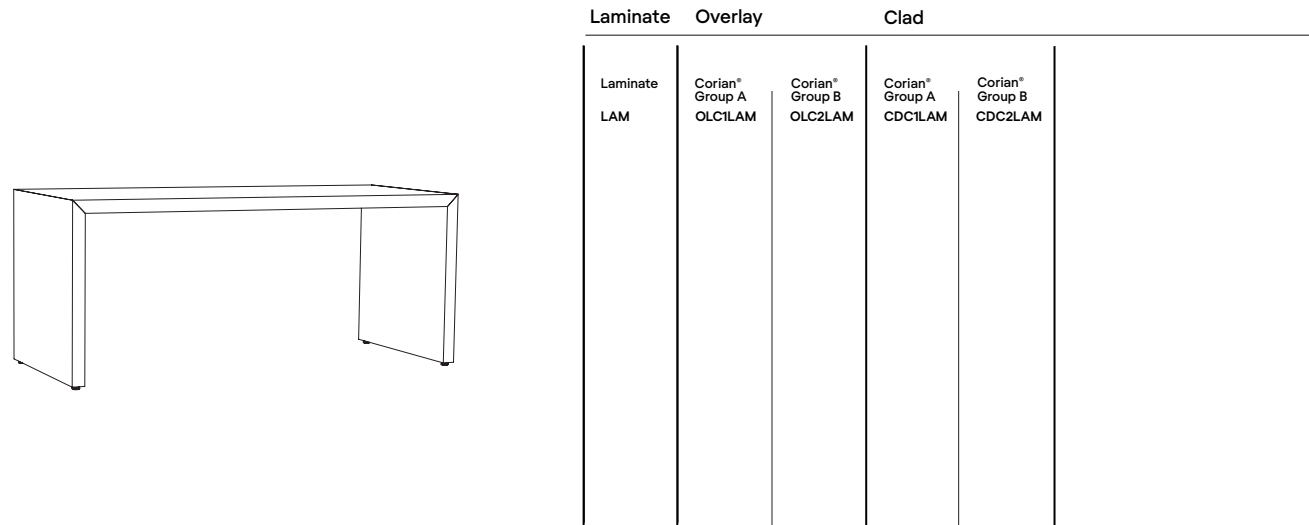 Laminate Overlay Clad
Laminate Corian® Group A Corian® Group B Corian® Group A Corian® Group B
LAM OLC1LAM OLC2LAM CDC1LAM CDC2LAM